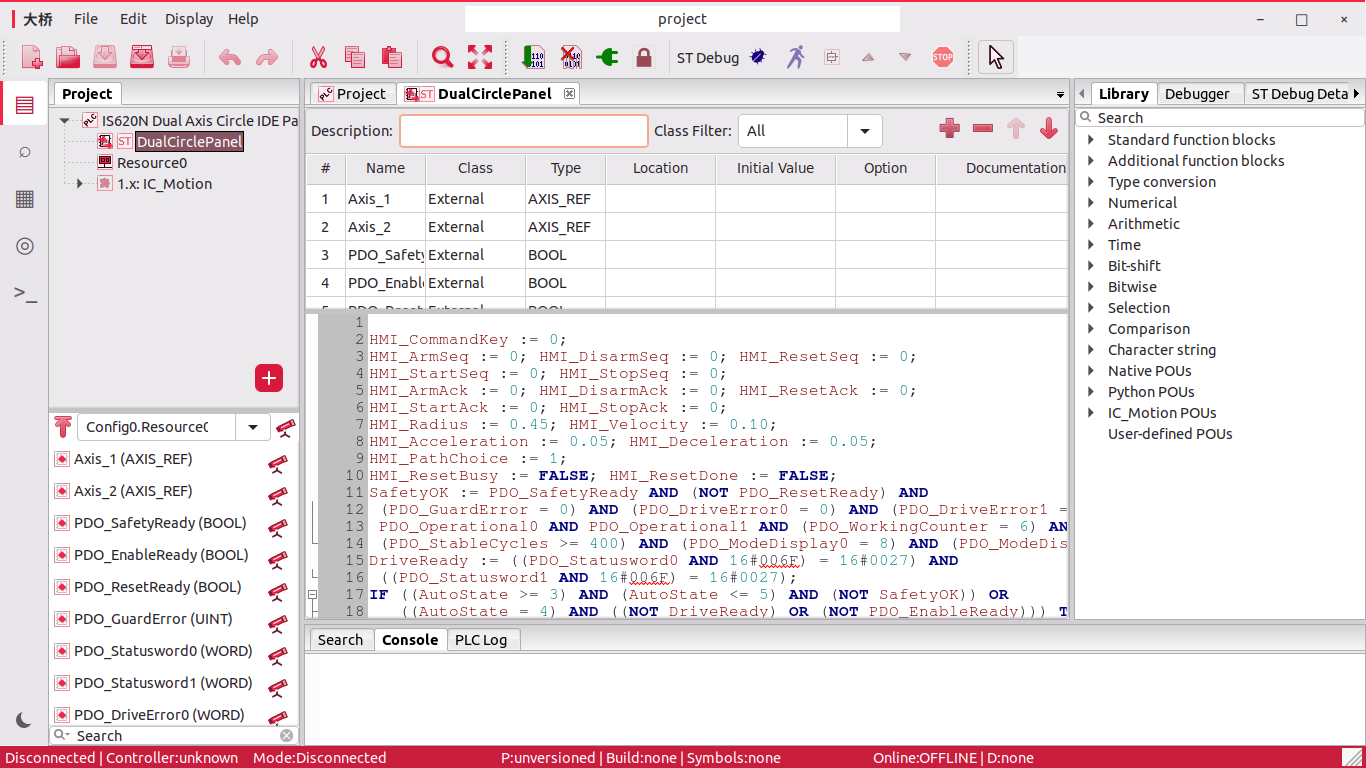 大桥 File Edit Display Help project
ST Debug STOP
Project
IS620N Dual Axis Circle IDE Pa
ST DualCirclePanel
Resource0
1.x: IC_Motion
Config0.Resource0
Axis_1 (AXIS_REF)
Axis_2 (AXIS_REF)
PDO_SafetyReady (BOOL)
PDO_EnableReady (BOOL)
PDO_ResetReady (BOOL)
PDO_GuardError (UINT)
PDO_Statusword0 (WORD)
PDO_Statusword1 (WORD)
PDO_DriveError0 (WORD)
Search
Project ST DualCirclePanel
Description: Class Filter: All
# Name Class Type Location Initial Value Option Documentation
1 Axis_1 External AXIS_REF
2 Axis_2 External AXIS_REF
3 PDO_Safety External BOOL
4 PDO_Enable External BOOL
1
2 HMI_CommandKey := 0;
3 HMI_ArmSeq := 0; HMI_DisarmSeq := 0; HMI_ResetSeq := 0;
4 HMI_StartSeq := 0; HMI_StopSeq := 0;
5 HMI_ArmAck := 0; HMI_DisarmAck := 0; HMI_ResetAck := 0;
6 HMI_StartAck := 0; HMI_StopAck := 0;
7 HMI_Radius := 0.45; HMI_Velocity := 0.10;
8 HMI_Acceleration := 0.05; HMI_Deceleration := 0.05;
9 HMI_PathChoice := 1;
10 HMI_ResetBusy := FALSE; HMI_ResetDone := FALSE;
11 SafetyOK := PDO_SafetyReady AND (NOT PDO_ResetReady) AND
12 (PDO_GuardError = 0) AND (PDO_DriveError0 = 0) AND (PDO_DriveError1 =
13 PDO_Operational0 AND PDO_Operational1 AND (PDO_WorkingCounter = 6) AN
14 (PDO_StableCycles >= 400) AND (PDO_ModeDisplay0 = 8) AND (PDO_ModeDis
15 DriveReady := ((PDO_Statusword0 AND 16#006F) = 16#0027) AND
16 ((PDO_Statusword1 AND 16#006F) = 16#0027);
17 IF ((AutoState >= 3) AND (AutoState <= 5) AND (NOT SafetyOK)) OR
18 ((AutoState = 4) AND ((NOT DriveReady) OR (NOT PDO_EnableReady))) T
Search Console PLC Log
Library Debugger ST Debug Deta
Search
Standard function blocks
Additional function blocks
Type conversion
Numerical
Arithmetic
Time
Bit-shift
Bitwise
Selection
Comparison
Character string
Native POUs
Python POUs
IC_Motion POUs
User-defined POUs
Disconnected | Controller:unknown Mode:Disconnected P:unversioned | Build:none | Symbols:none Online:OFFLINE | D:none